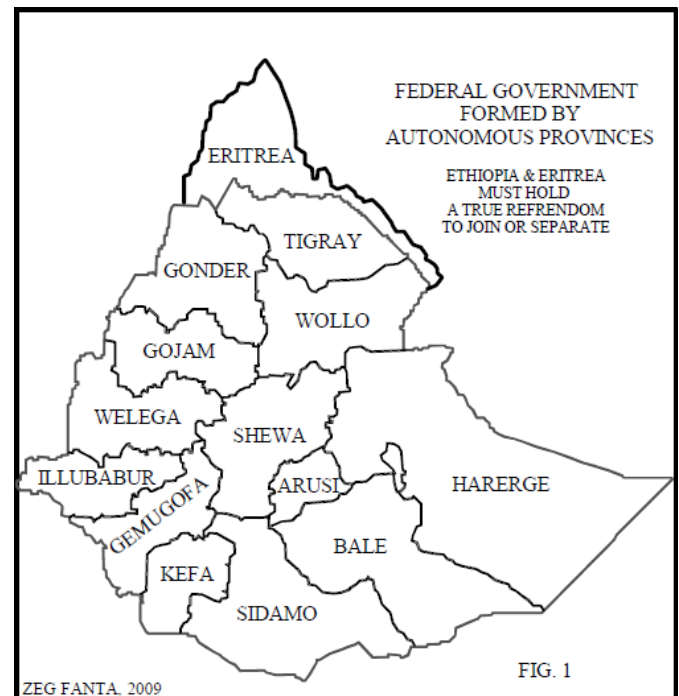 FEDERAL GOVERNMENT
FORMED BY
AUTONOMOUS PROVINCES
ETHIOPIA & ERITREA
MUST HOLD
A TRUE REFRENDOM
TO JOIN OR SEPARATE
ERITREA
TIGRAY
GONDER
WOLLO
GOJAM
WELEGA
SHEWA
ILLUBABUR
ARUSI
HARERGE
GEMUGOFA
BALE
KEFA
SIDAMO
FIG. 1
ZEG FANTA, 2009